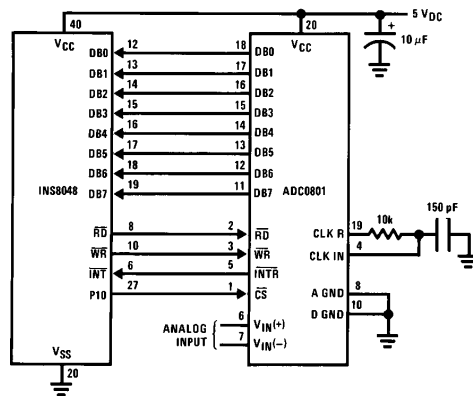 5 VDC
40
20
VCC
VCC
+
10 μF
DB0 12 18 DB0
DB1 13 17 DB1
DB2 14 16 DB2
DB3 15 15 DB3
DB4 16 14 DB4
DB5 17 13 DB5
DB6 18 12 DB6
DB7 19 11 DB7
INS8048
ADC0801
150 pF
RD 8 2 RD
CLK R 19 10k
WR 10 3 WR
CLK IN 4
INT 6 5 INTR
P10 27 1 CS
A GND 8
D GND 10
ANALOG INPUT
6 VIN(+)
7 VIN(−)
VSS
20